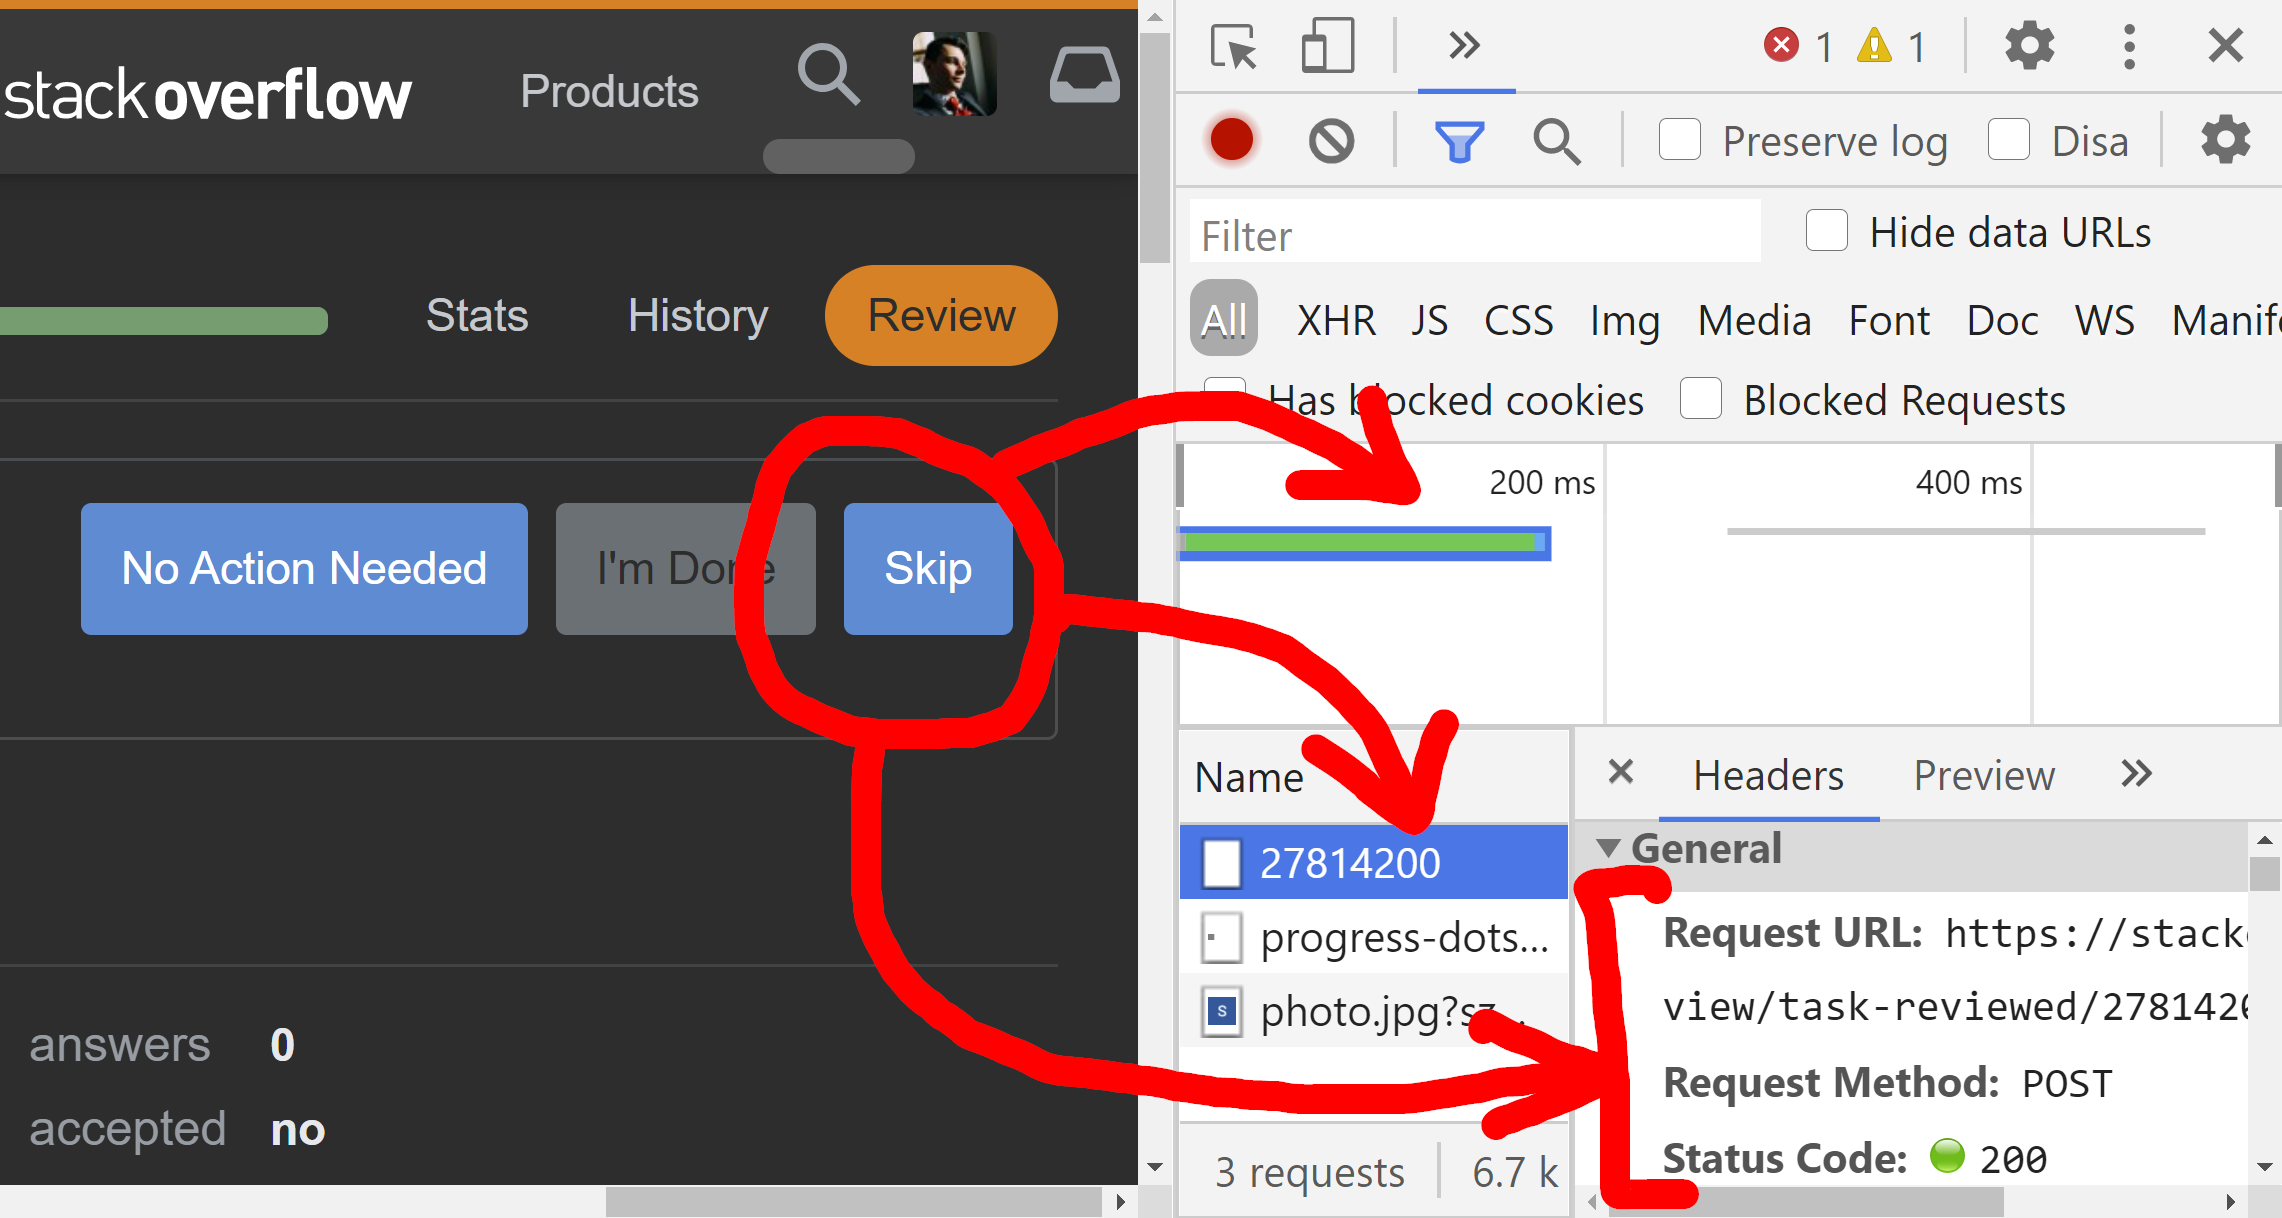 stackoverflow
Products
Stats
History
Review
No Action Needed
I'm Done
Skip
answers 0
accepted no
1
1
Preserve log
Disa
Filter
Hide data URLs
All XHR JS CSS Img Media Font Doc WS Manif
Has blocked cookies
Blocked Requests
200 ms
400 ms
Name
27814200
progress-dots...
photo.jpg?sz...
3 requests
6.7 k
Headers
Preview
General
Request URL: https://stack
view/task-reviewed/2781420
Request Method: POST
Status Code: 200